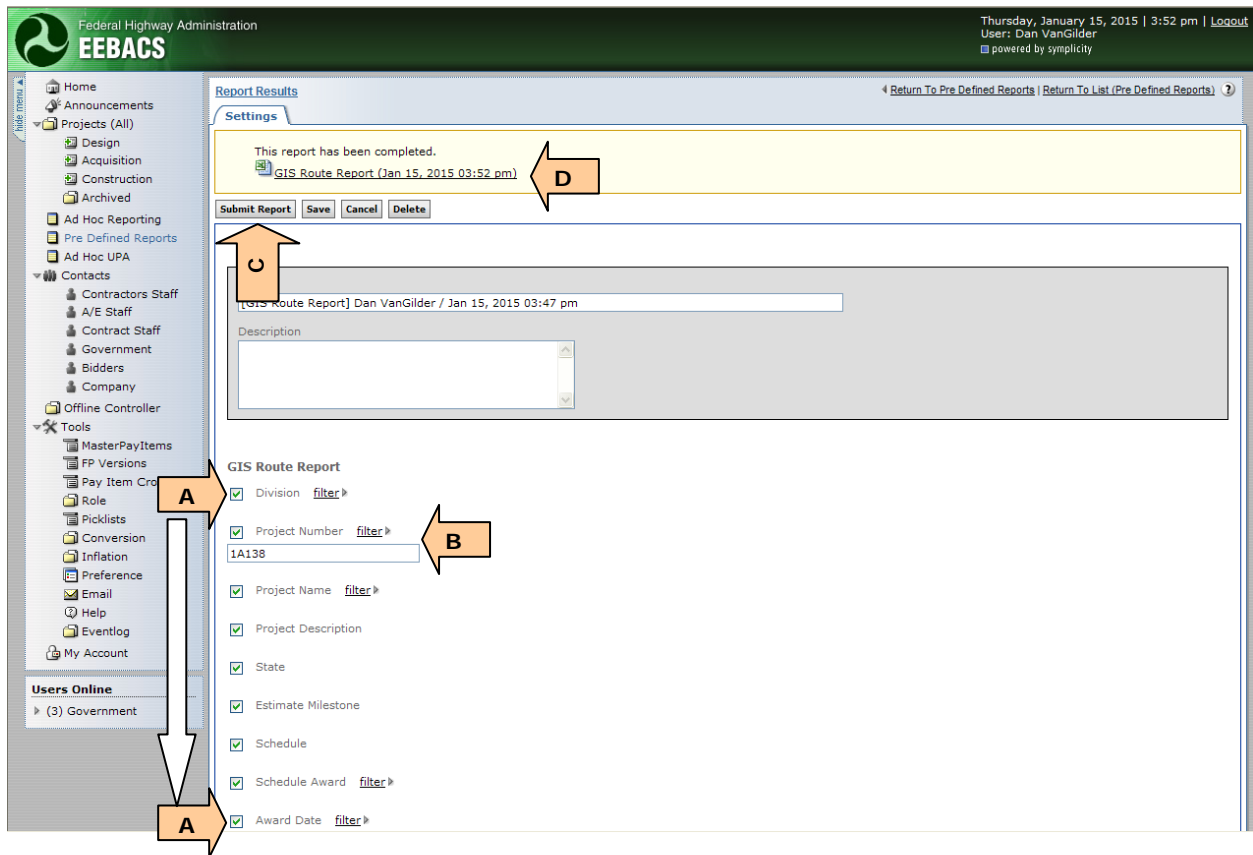 Federal Highway Administration
EEBACS
Thursday, January 15, 2015 | 3:52 pm | Logout
User: Dan VanGilder
powered by symplicity
hide menu
Home
Announcements
Projects (All)
Design
Acquisition
Construction
Archived
Ad Hoc Reporting
Pre Defined Reports
Ad Hoc UPA
Contacts
Contractors Staff
A/E Staff
Contract Staff
Government
Bidders
Company
Offline Controller
Tools
MasterPayItems
FP Versions
Pay Item Cro
Role
Picklists
Conversion
Inflation
Preference
Email
Help
Eventlog
My Account
Users Online
(3) Government
Report Results
Return To Pre Defined Reports | Return To List (Pre Defined Reports) ?
Settings
This report has been completed.
GIS Route Report (Jan 15, 2015 03:52 pm)
D
Submit Report Save Cancel Delete
C
[GIS Route Report] Dan VanGilder / Jan 15, 2015 03:47 pm
Description
GIS Route Report
A
Division filter
Project Number filter
B
1A138
Project Name filter
Project Description
State
Estimate Milestone
Schedule
Schedule Award filter
A
Award Date filter